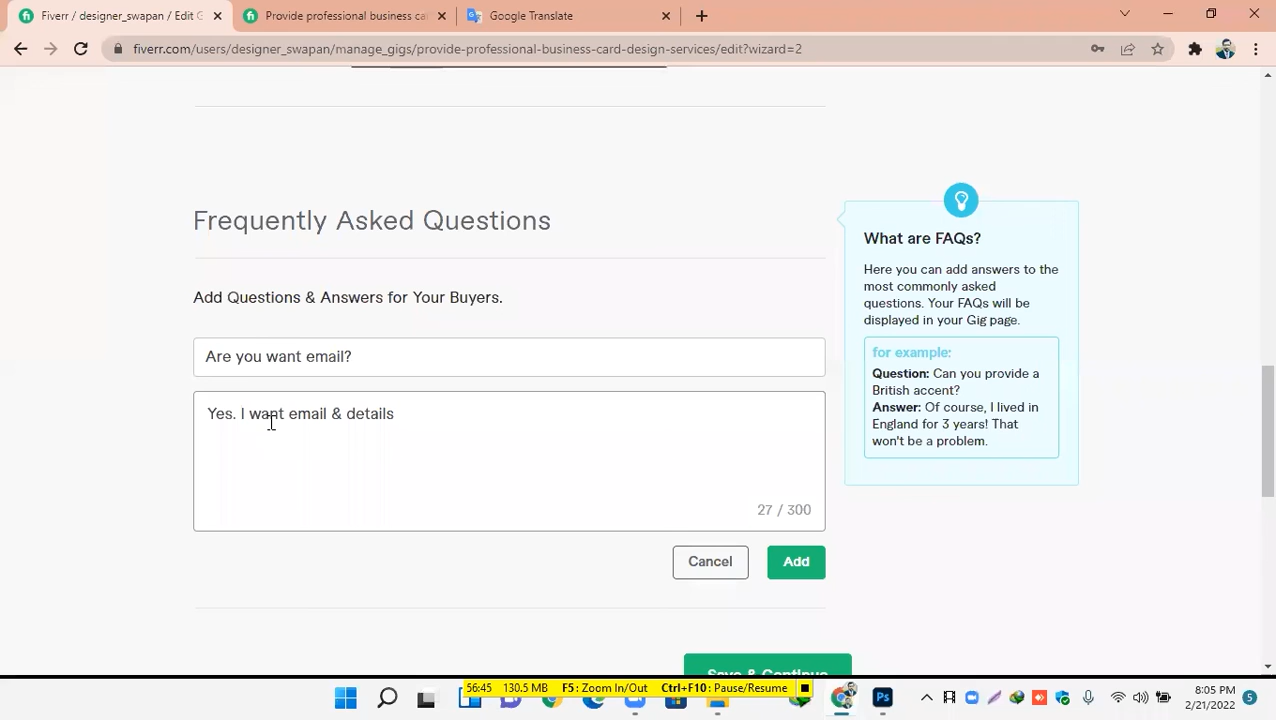 Fiverr / designer_swapan / Edit G
Provide professional business ca
Google Translate
fiverr.com/users/designer_swapan/manage_gigs/provide-professional-business-card-design-services/edit?wizard=2
Frequently Asked Questions
Add Questions & Answers for Your Buyers.
Are you want email?
Yes. I want email & details
27 / 300
Cancel
Add
What are FAQs?
Here you can add answers to the
most commonly asked
questions. Your FAQs will be
displayed in your Gig page.
for example:
Question: Can you provide a
British accent?
Answer: Of course, I lived in
England for 3 years! That
won't be a problem.
Save & Continue
56:45 130.5 MB F5: Zoom In/Out Ctrl+F10: Pause/Resume
Ps
8:05 PM
2/21/2022
5